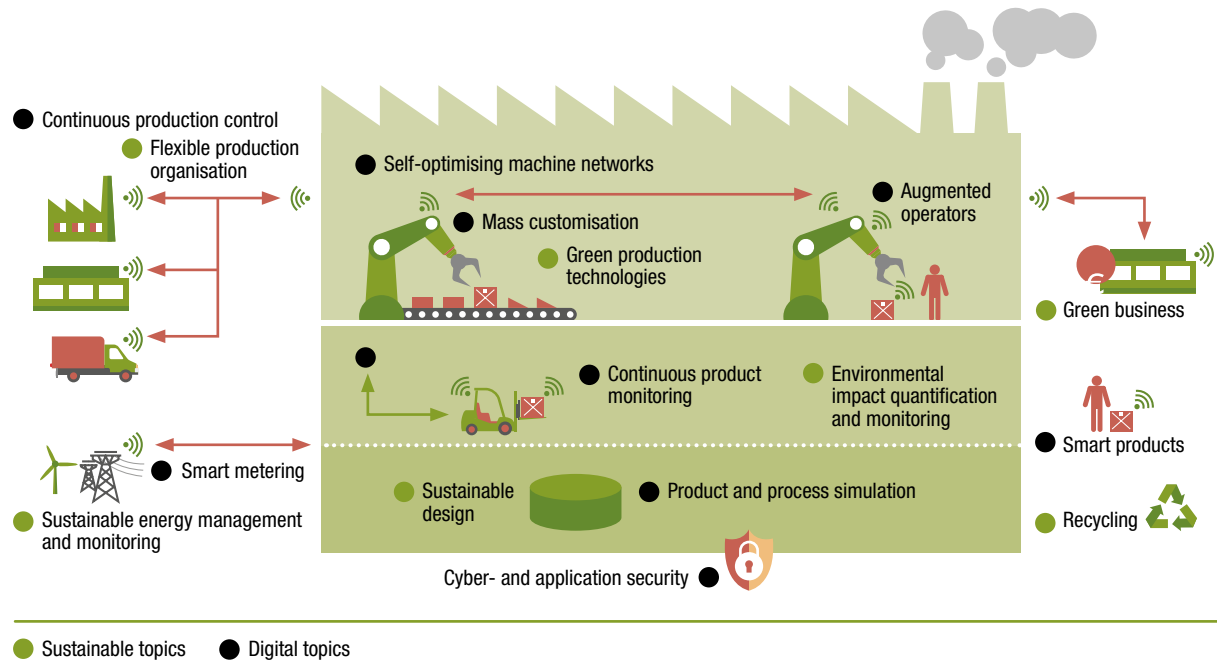 Continuous production control
Flexible production
organisation
Self-optimising machine networks
Mass customisation
Green production
technologies
Augmented
operators
Green business
Continuous product
monitoring
Environmental
impact quantification
and monitoring
Smart products
Smart metering
Sustainable energy management
and monitoring
Sustainable
design
Product and process simulation
Recycling
Cyber- and application security
Sustainable topics
Digital topics